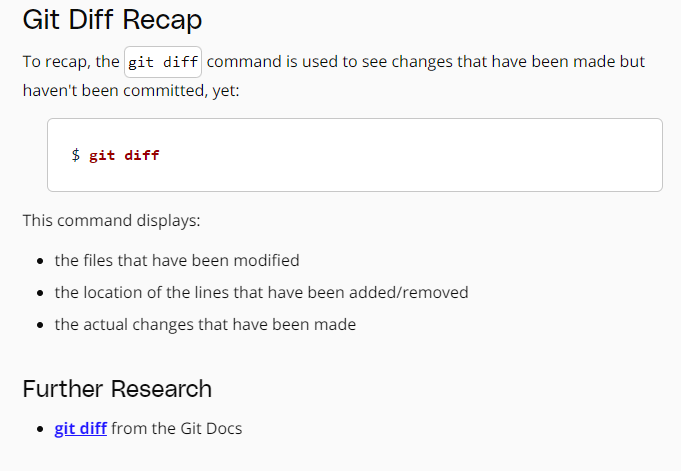 Git Diff Recap
To recap, the git diff command is used to see changes that have been made but
haven't been committed, yet:
$ git diff
This command displays:
the files that have been modified
the location of the lines that have been added/removed
the actual changes that have been made
Further Research
git diff from the Git Docs